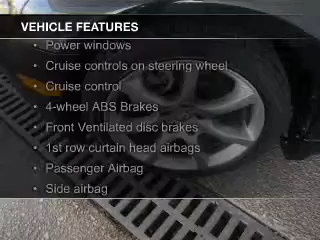 VEHICLE FEATURES
• Power windows
• Cruise controls on steering wheel
• Cruise control
• 4-wheel ABS Brakes
• Front Ventilated disc brakes
• 1st row curtain head airbags
• Passenger Airbag
• Side airbag